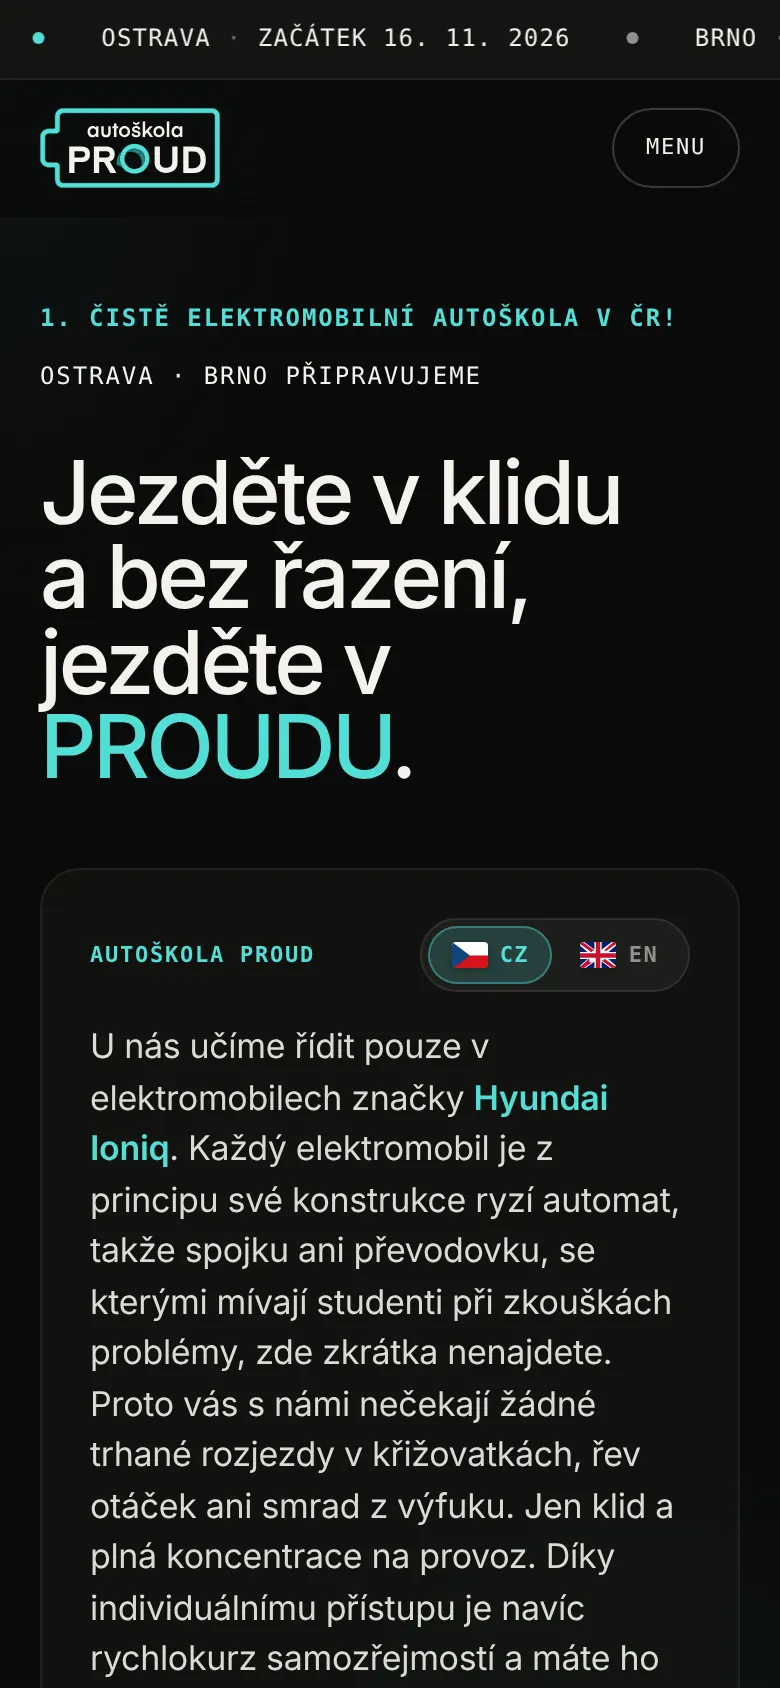 OSTRAVA · ZAČÁTEK 16. 11. 2026 BRNO
autoškola
PROUD
MENU
1. ČISTĚ ELEKTROMOBILNÍ AUTOŠKOLA V ČR!
OSTRAVA · BRNO PŘIPRAVUJEME
Jezděte v klidu
a bez řazení,
jezděte v
PROUDU.
AUTOŠKOLA PROUD
CZ EN
U nás učíme řídit pouze v
elektromobilech značky Hyundai
Ioniq. Každý elektromobil je z
principu své konstrukce ryzí automat,
takže spojku ani převodovku, se
kterými mívají studenti při zkouškách
problémy, zde zkrátka nenajdete.
Proto vás s námi nečekají žádné
trhané rozjezdy v křižovatkách, řev
otáček ani smrad z výfuku. Jen klid a
plná koncentrace na provoz. Díky
individuálnímu přístupu je navíc
rychlokurz samozřejmostí a máte ho